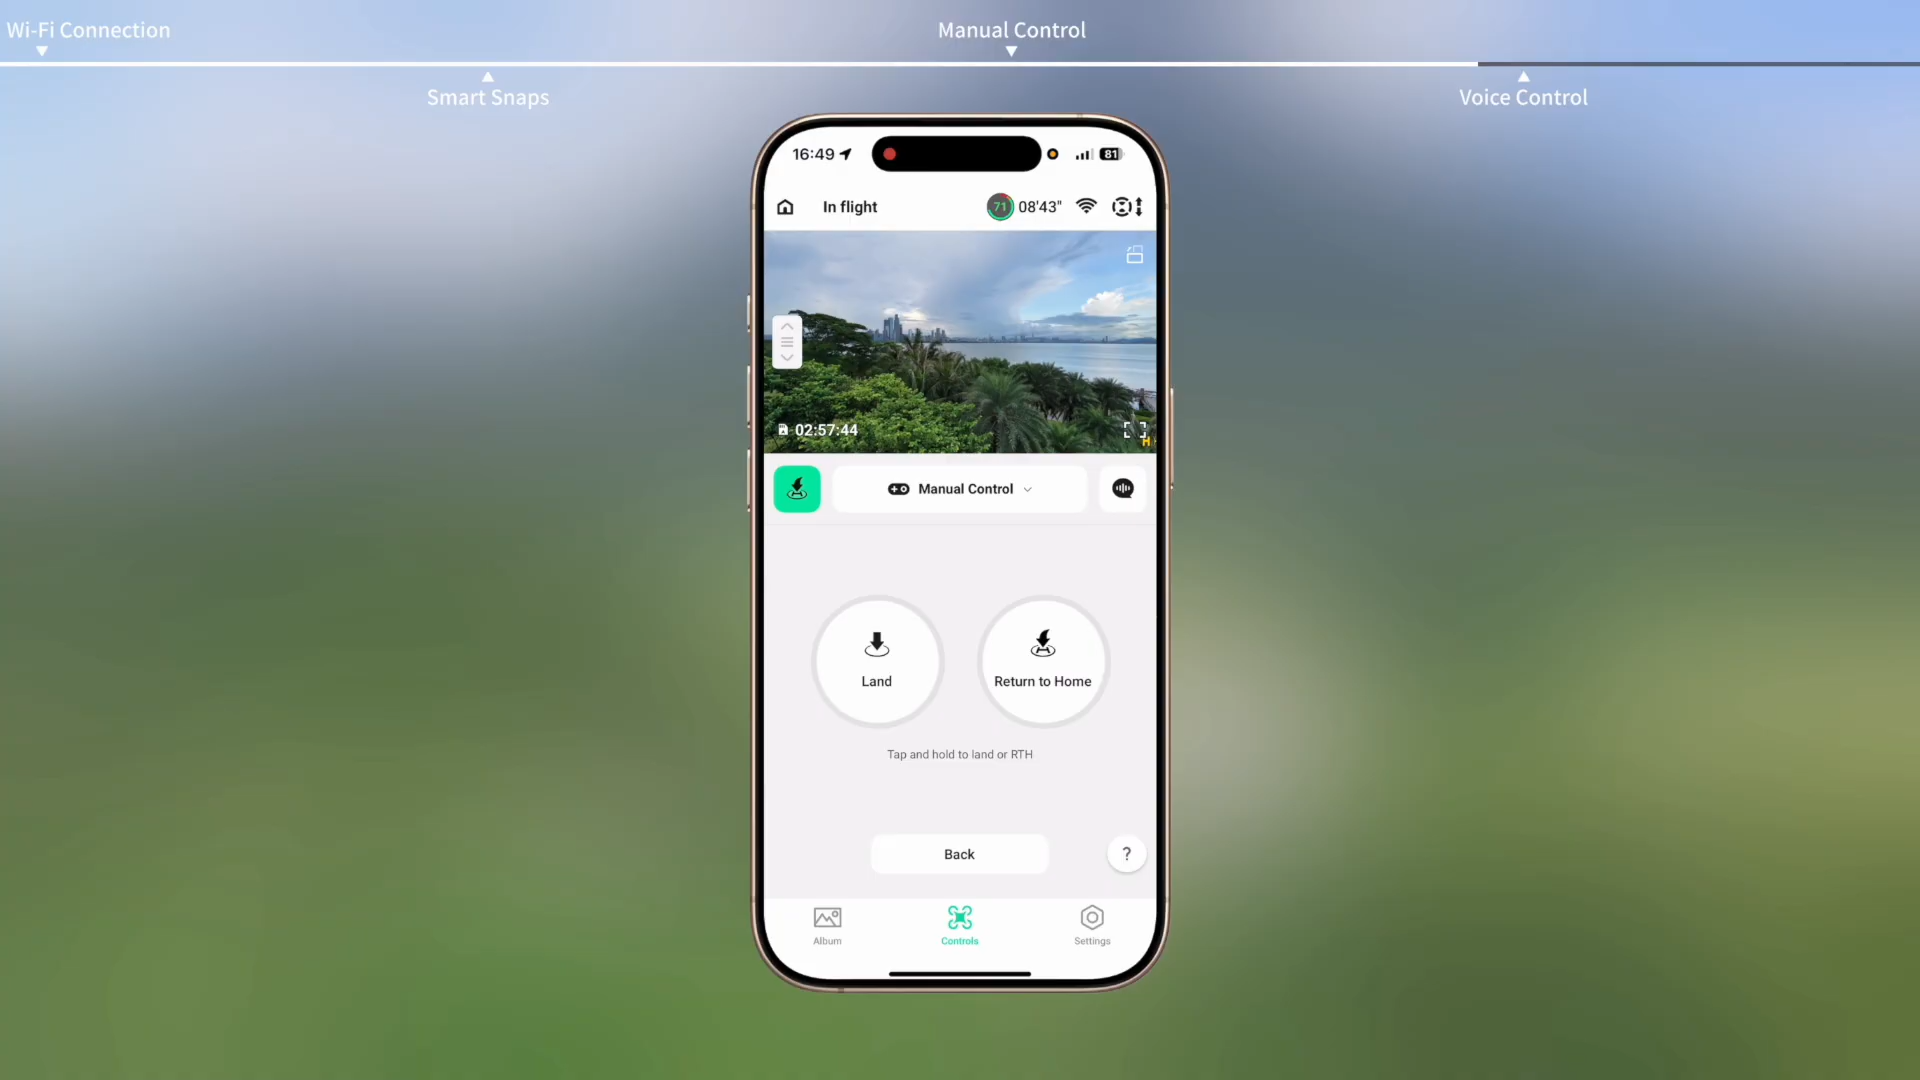 Wi-Fi Connection
Manual Control
Smart Snaps
Voice Control
16:49
81
In flight
71
08'43"
02:57:44
H
Manual Control
Land
Return to Home
Tap and hold to land or RTH
Back
?
Album
Controls
Settings